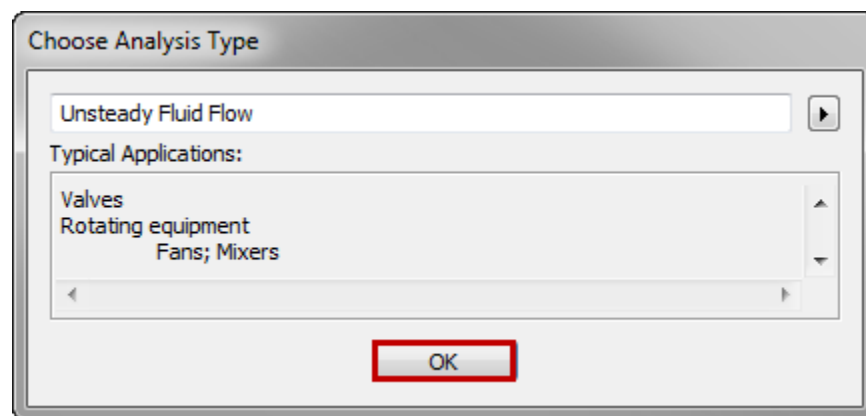 Choose Analysis Type
Unsteady Fluid Flow
Typical Applications:
Valves
Rotating equipment
Fans; Mixers
OK